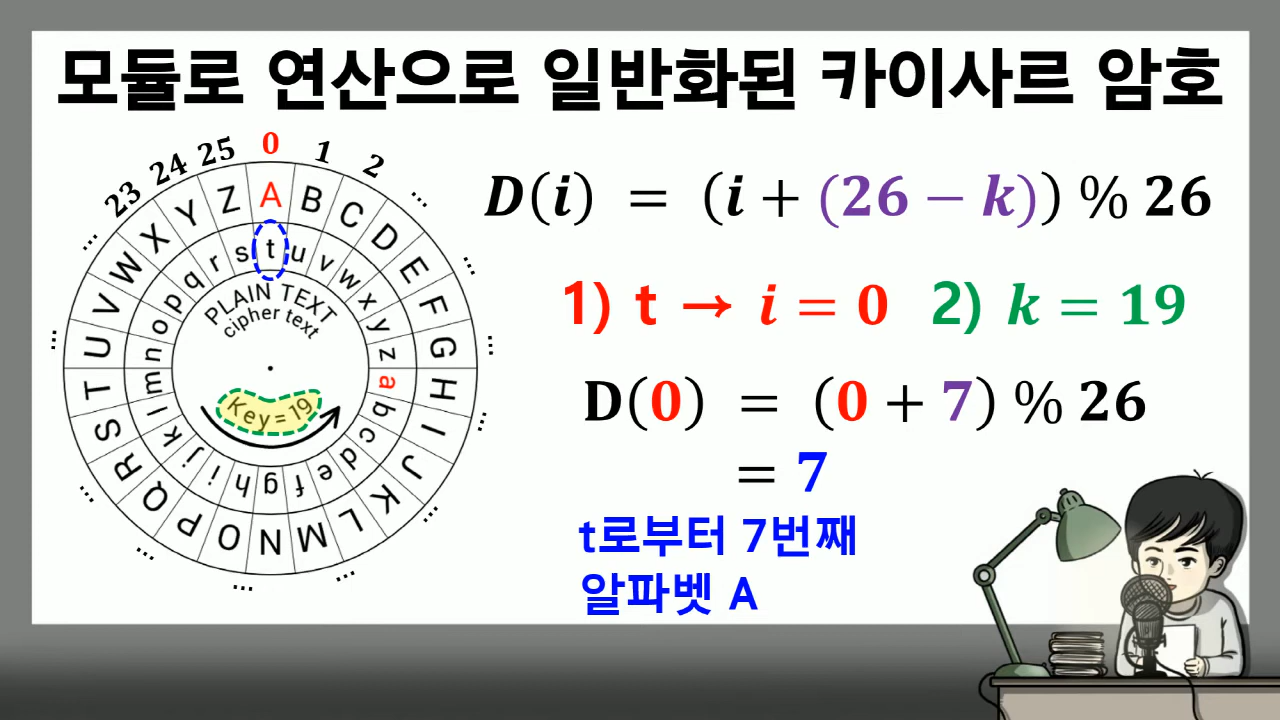 모듈로 연산으로 일반화된 카이사르 암호
23 24 25 0 1 2
A B C D E F G H I J K L M N O P Q R S T U V W X Y Z
t u v w x y z a b c d e f g h i j k l m n o p q r s
PLAIN TEXT
cipher text
Key=19
D(i) = (i + (26 − k)) % 26
1) t → i = 0 2) k = 19
D(0) = (0 + 7) % 26
= 7
t로부터 7번째
알파벳 A